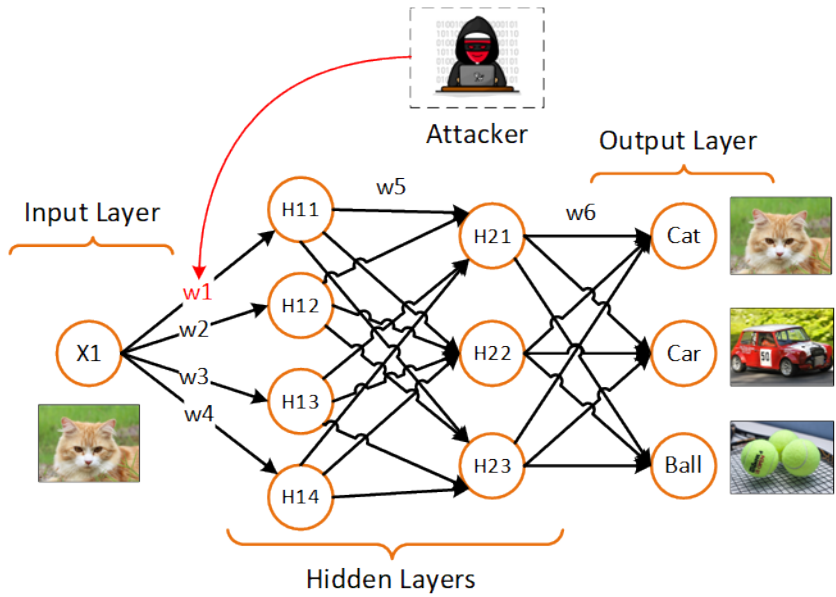 Attacker
Output Layer
Input Layer
Hidden Layers
X1
w1
w2
w3
w4
H11
H12
H13
H14
w5
H21
H22
H23
w6
Cat
Car
Ball
50